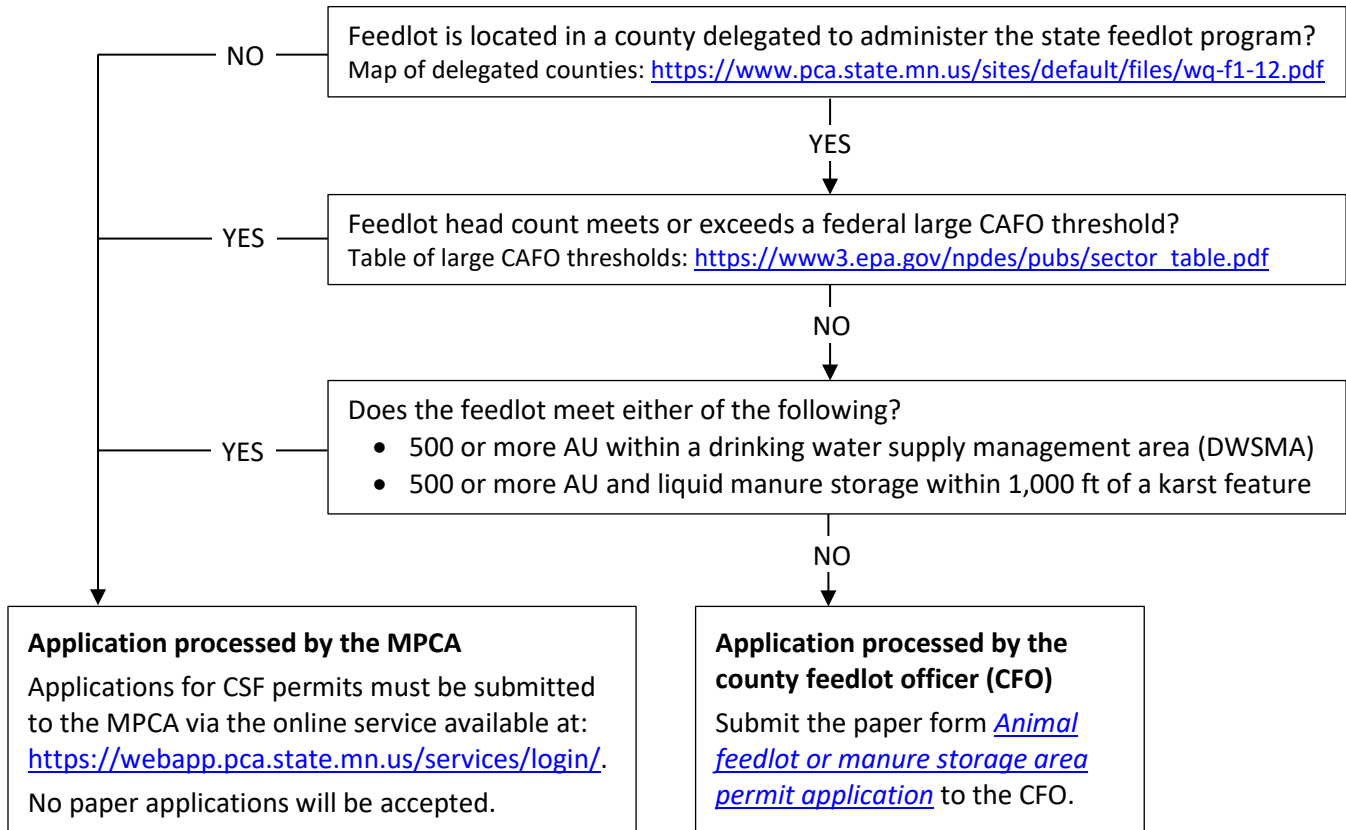 Feedlot is located in a county delegated to administer the state feedlot program?
Map of delegated counties: https://www.pca.state.mn.us/sites/default/files/wq-f1-12.pdf
NO
YES
Feedlot head count meets or exceeds a federal large CAFO threshold?
Table of large CAFO thresholds: https://www3.epa.gov/npdes/pubs/sector_table.pdf
YES
NO
Does the feedlot meet either of the following?
• 500 or more AU within a drinking water supply management area (DWSMA)
• 500 or more AU and liquid manure storage within 1,000 ft of a karst feature
YES
NO
Application processed by the MPCA
Applications for CSF permits must be submitted
to the MPCA via the online service available at:
https://webapp.pca.state.mn.us/services/login/.
No paper applications will be accepted.
Application processed by the
county feedlot officer (CFO)
Submit the paper form Animal
feedlot or manure storage area
permit application to the CFO.